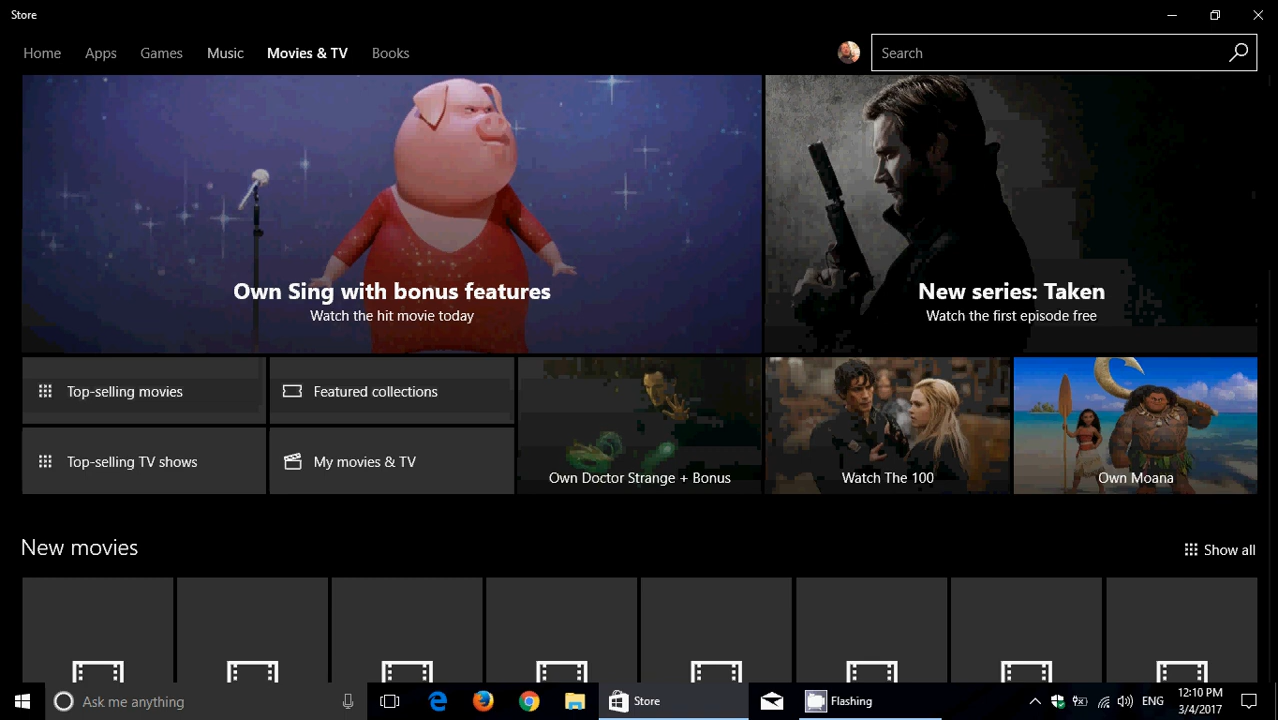 Store
Home Apps Games Music Movies & TV Books
Search
Own Sing with bonus features
Watch the hit movie today
New series: Taken
Watch the first episode free
Top-selling movies
Featured collections
Top-selling TV shows
My movies & TV
Own Doctor Strange + Bonus
Watch The 100
Own Moana
New movies
Show all
Ask me anything
Store
Flashing
ENG
12:10 PM
3/4/2017